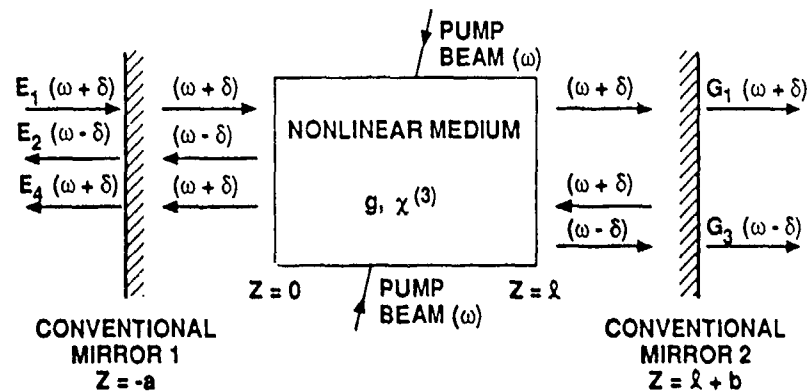 PUMP
BEAM (ω)
E₁ (ω + δ)
(ω + δ)
(ω + δ)
G₁ (ω + δ)
E₂ (ω - δ)
(ω - δ)
NONLINEAR MEDIUM
E₄ (ω + δ)
(ω + δ)
g, χ⁽³⁾
(ω + δ)
(ω - δ)
G₃ (ω - δ)
Z = 0
PUMP
BEAM (ω)
Z = ℓ
CONVENTIONAL
MIRROR 1
Z = -a
CONVENTIONAL
MIRROR 2
Z = ℓ + b